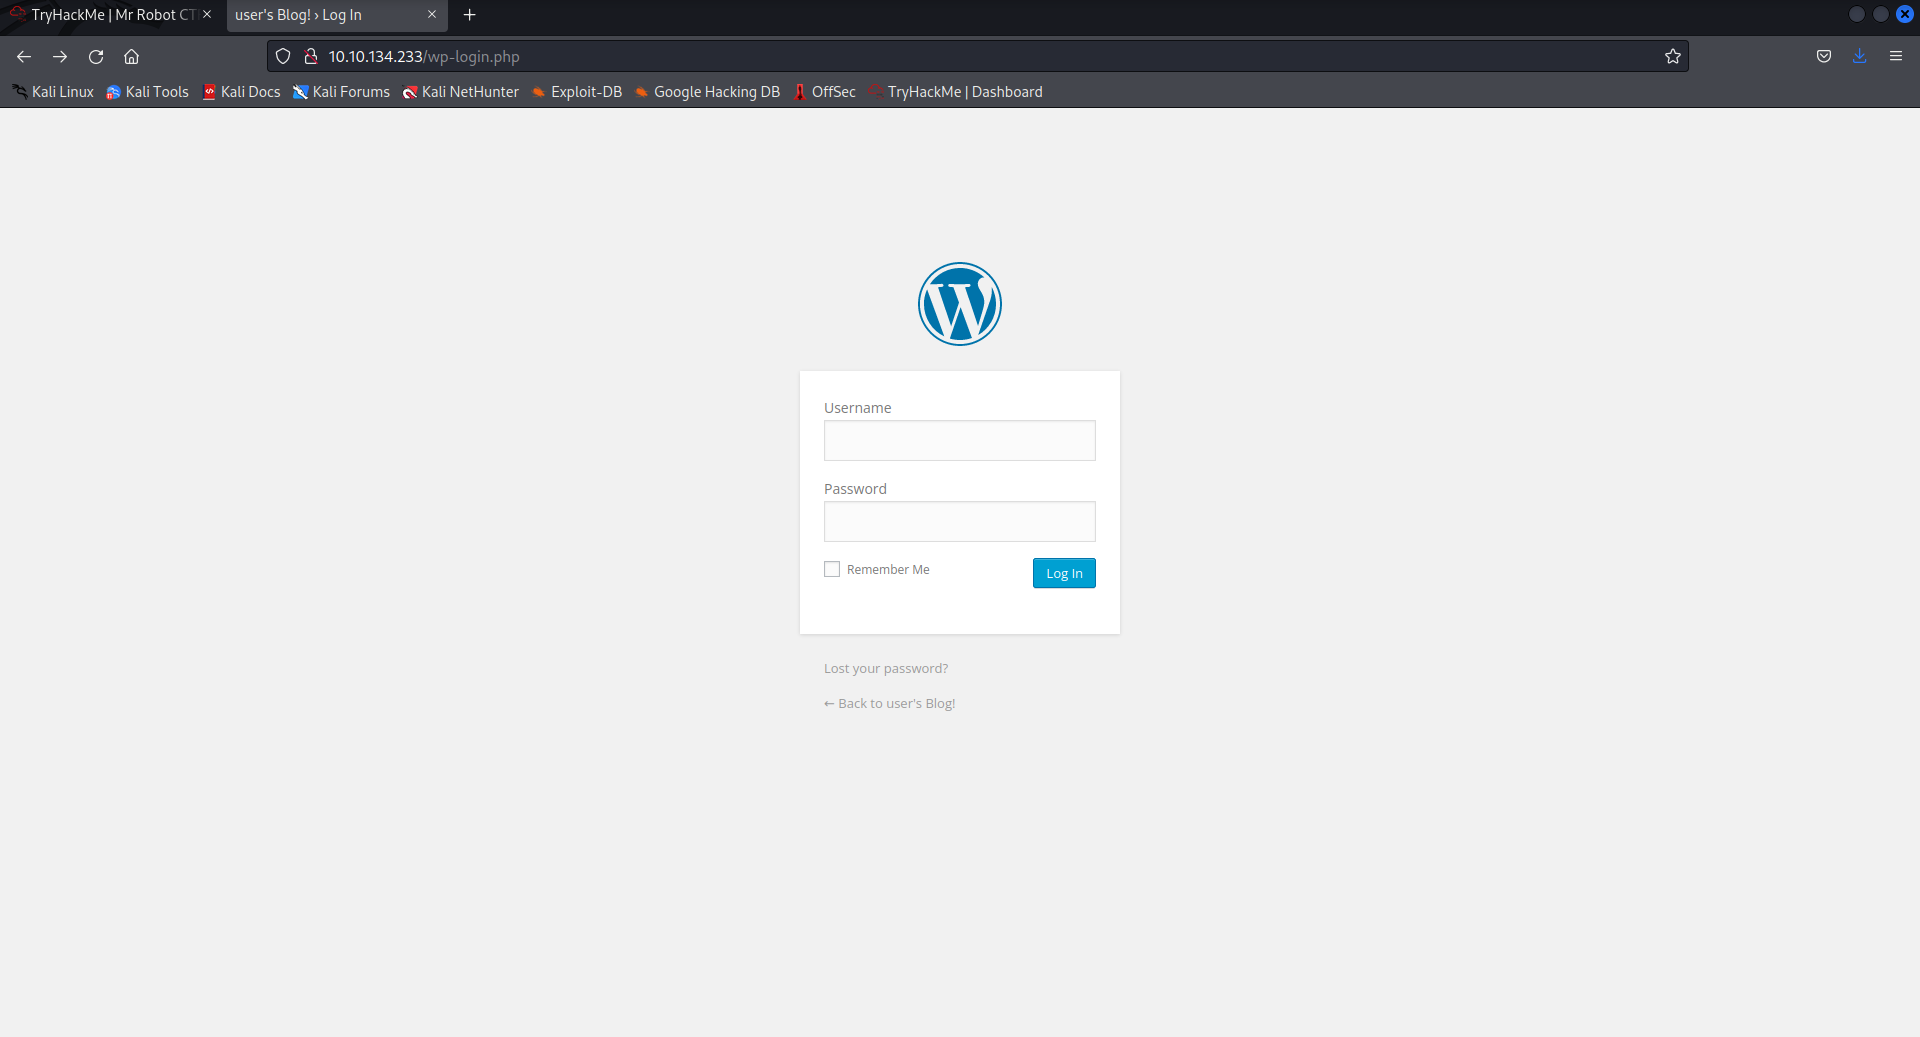 TryHackMe | Mr Robot CT
user's Blog! › Log In
10.10.134.233/wp-login.php
Kali Linux Kali Tools Kali Docs Kali Forums Kali NetHunter Exploit-DB Google Hacking DB OffSec TryHackMe | Dashboard
Username
Password
Remember Me Log In
Lost your password?
← Back to user's Blog!